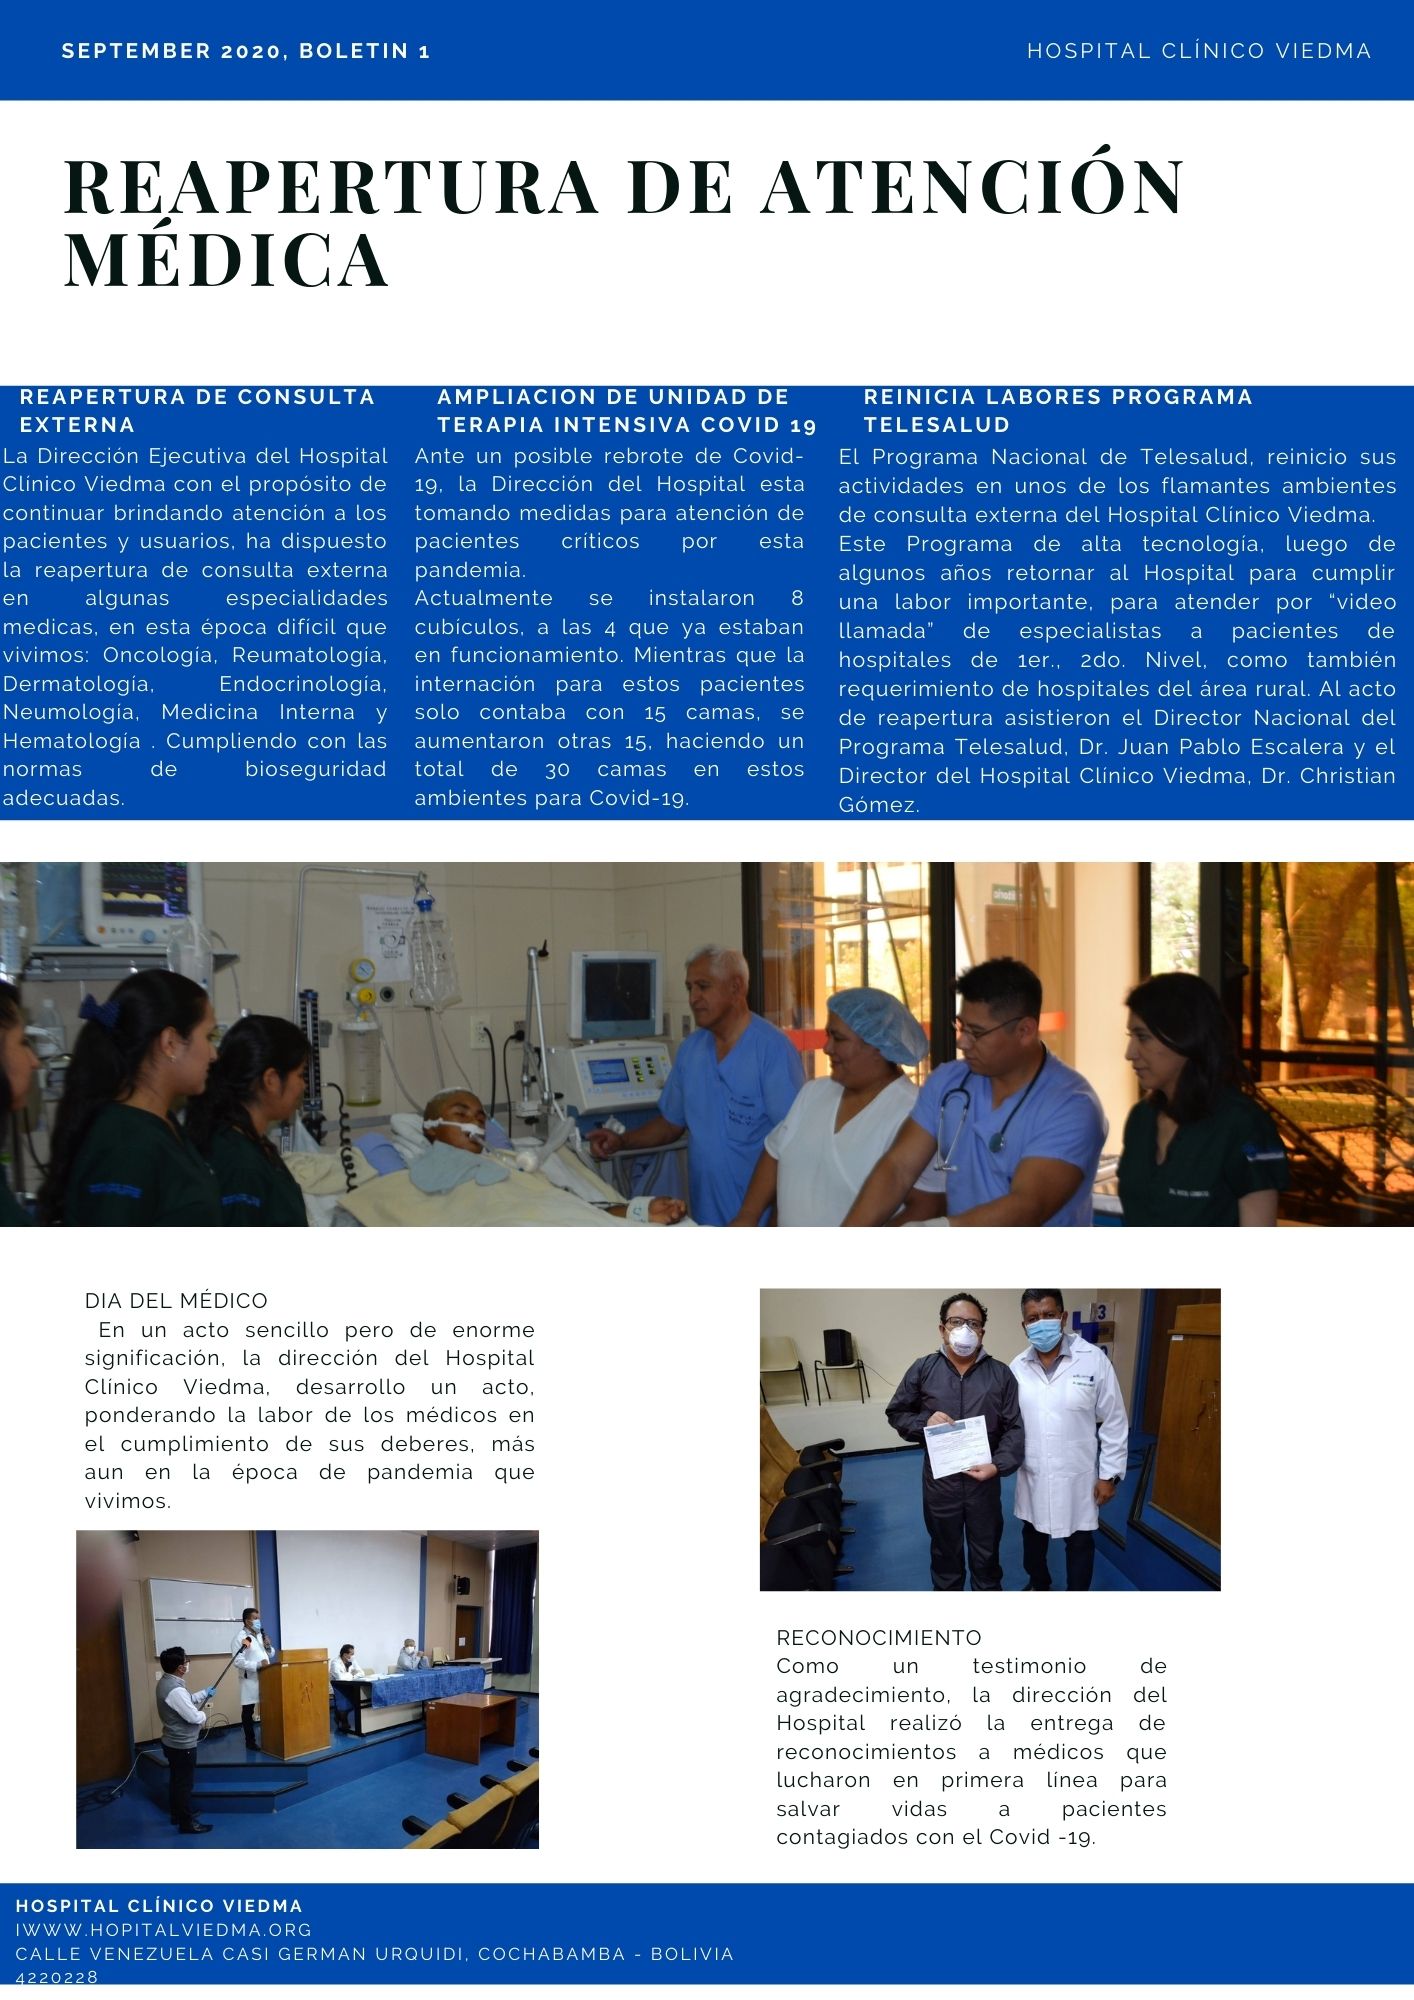 SEPTEMBER 2020, BOLETIN 1
HOSPITAL CLÍNICO VIEDMA
REAPERTURA DE ATENCIÓN
MÉDICA
REAPERTURA DE CONSULTA
EXTERNA
La Dirección Ejecutiva del Hospital
Clínico Viedma con el propósito de
continuar brindando atención a los
pacientes y usuarios, ha dispuesto
la reapertura de consulta externa
en algunas especialidades
medicas, en esta época difícil que
vivimos: Oncología, Reumatología,
Dermatología, Endocrinología,
Neumología, Medicina Interna y
Hematología . Cumpliendo con las
normas de bioseguridad
adecuadas.
AMPLIACION DE UNIDAD DE
TERAPIA INTENSIVA COVID 19
Ante un posible rebrote de Covid-
19, la Dirección del Hospital esta
tomando medidas para atención de
pacientes críticos por esta
pandemia.
Actualmente se instalaron 8
cubículos, a las 4 que ya estaban
en funcionamiento. Mientras que la
internación para estos pacientes
solo contaba con 15 camas, se
aumentaron otras 15, haciendo un
total de 30 camas en estos
ambientes para Covid-19.
REINICIA LABORES PROGRAMA
TELESALUD
El Programa Nacional de Telesalud, reinicio sus
actividades en unos de los flamantes ambientes
de consulta externa del Hospital Clínico Viedma.
Este Programa de alta tecnología, luego de
algunos años retornar al Hospital para cumplir
una labor importante, para atender por “video
llamada” de especialistas a pacientes de
hospitales de 1er., 2do. Nivel, como también
requerimiento de hospitales del área rural. Al acto
de reapertura asistieron el Director Nacional del
Programa Telesalud, Dr. Juan Pablo Escalera y el
Director del Hospital Clínico Viedma, Dr. Christian
Gómez.
DIA DEL MÉDICO
En un acto sencillo pero de enorme
significación, la dirección del Hospital
Clínico Viedma, desarrollo un acto,
ponderando la labor de los médicos en
el cumplimiento de sus deberes, más
aun en la época de pandemia que
vivimos.
3
RECONOCIMIENTO
Como un testimonio de
agradecimiento, la dirección del
Hospital realizó la entrega de
reconocimientos a médicos que
lucharon en primera línea para
salvar vidas a pacientes
contagiados con el Covid -19.
HOSPITAL CLÍNICO VIEDMA
IWWW.HOPITALVIEDMA.ORG
CALLE VENEZUELA CASI GERMAN URQUIDI, COCHABAMBA - BOLIVIA
4220228